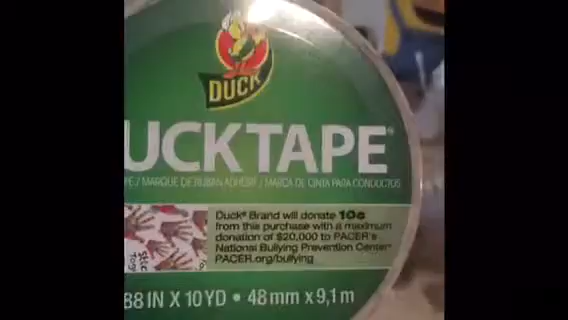 DUCK
UCK TAPE®
PE / MARQUE DE RUBAN ADHÉSIF / MARCA DE CINTA PARA CONDUCTOS
Duck® Brand will donate 10¢
from this purchase with a maximum
donation of $20,000 to PACER's
National Bullying Prevention Center
PACER.org/bullying
88 IN X 10 YD • 48 mm x 9,1 m